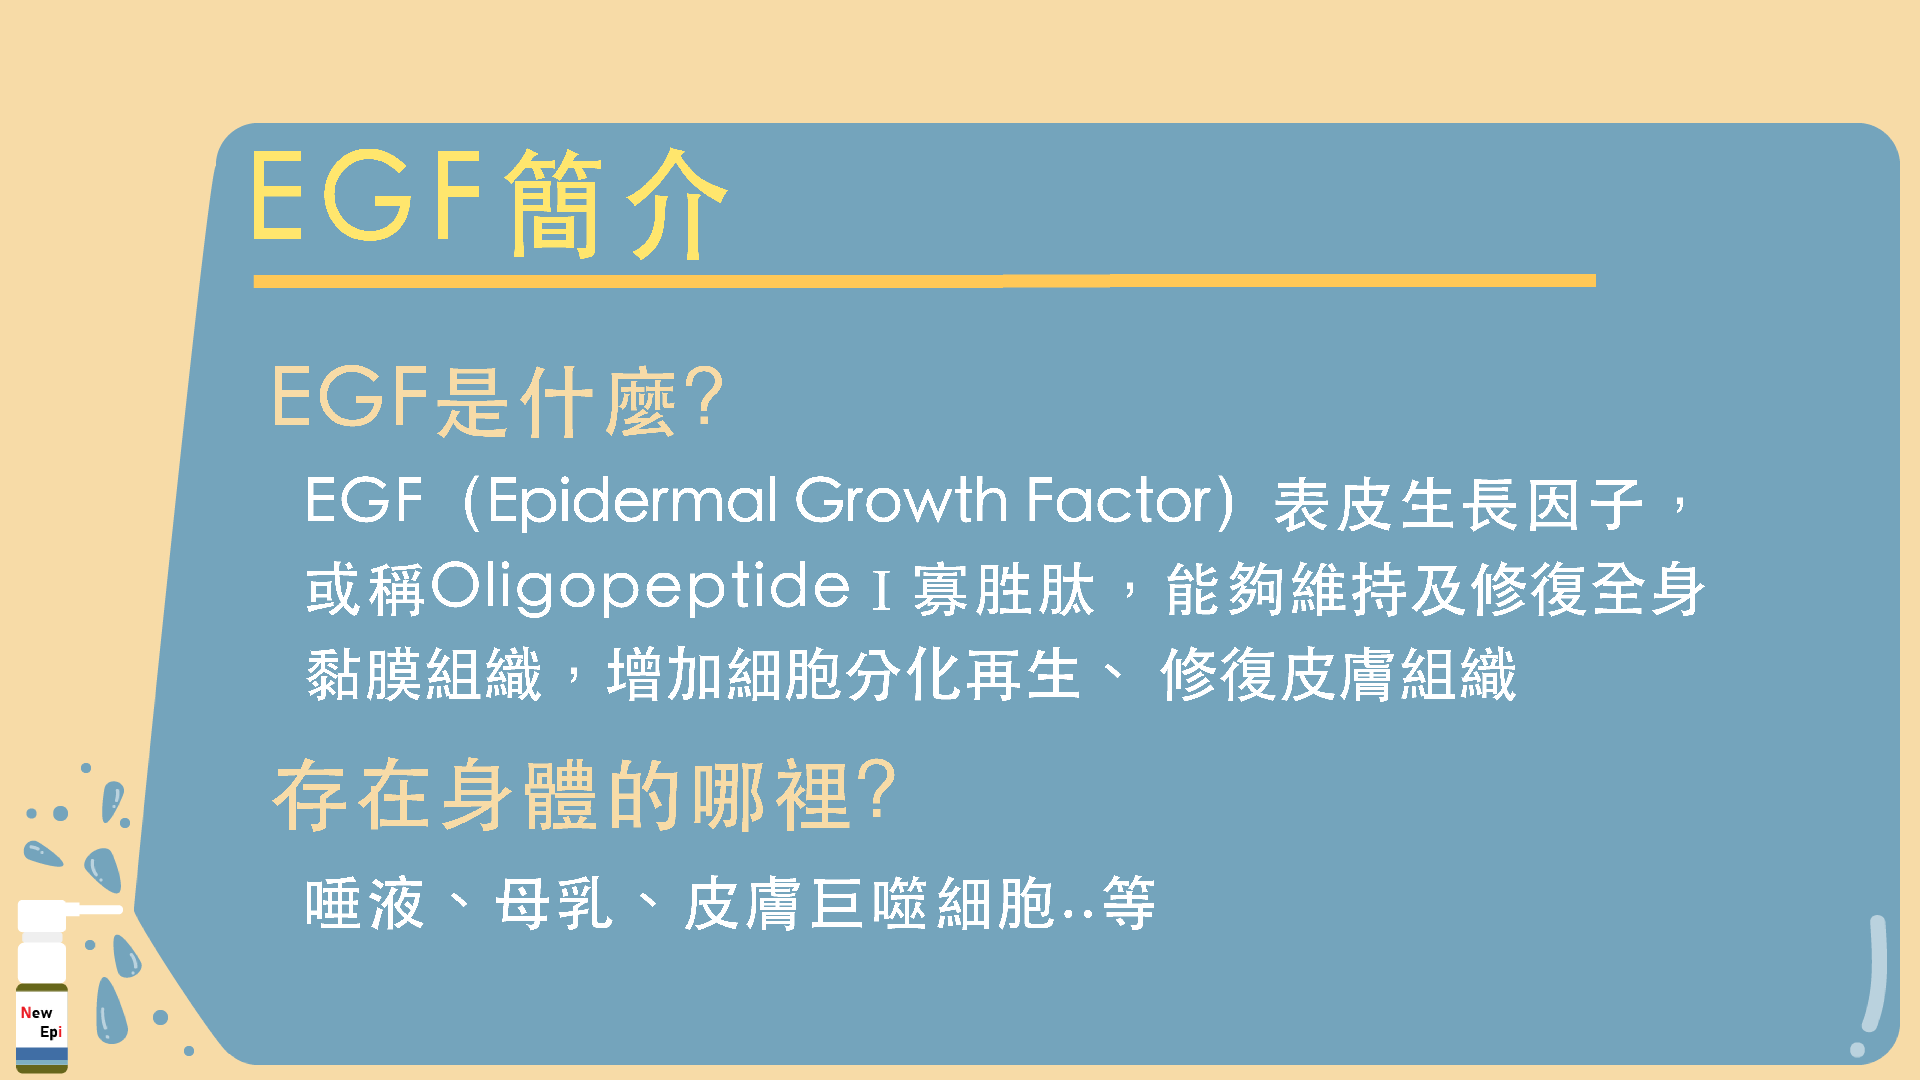 EGF簡介
EGF是什麼?
EGF（Epidermal Growth Factor）表皮生長因子，
或稱Oligopeptide I 寡胜肽，能夠維持及修復全身
黏膜組織，增加細胞分化再生、修復皮膚組織
存在身體的哪裡?
唾液、母乳、皮膚巨噬細胞..等
New
Epi